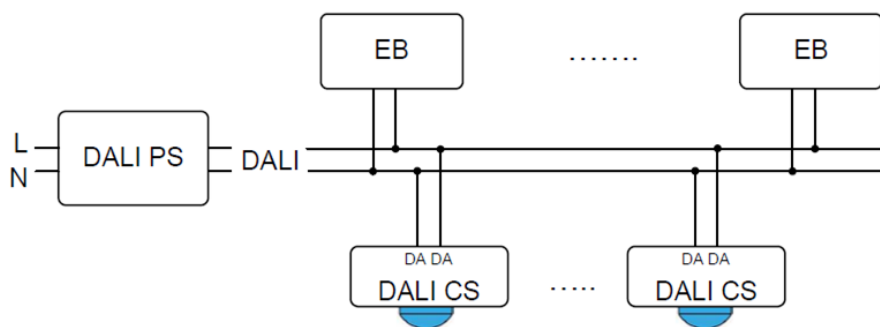 EB ....... EB
L
N
DALI PS
DALI
DA DA
DALI CS
.....
DA DA
DALI CS